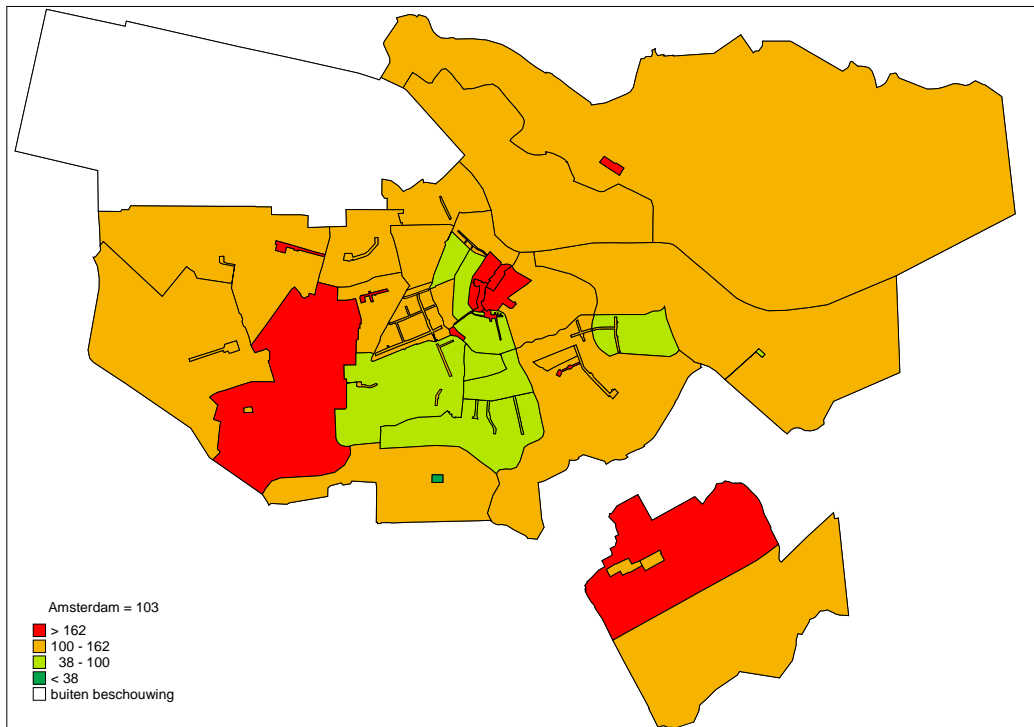 Amsterdam = 103
> 162
100 - 162
38 - 100
< 38
buiten beschouwing